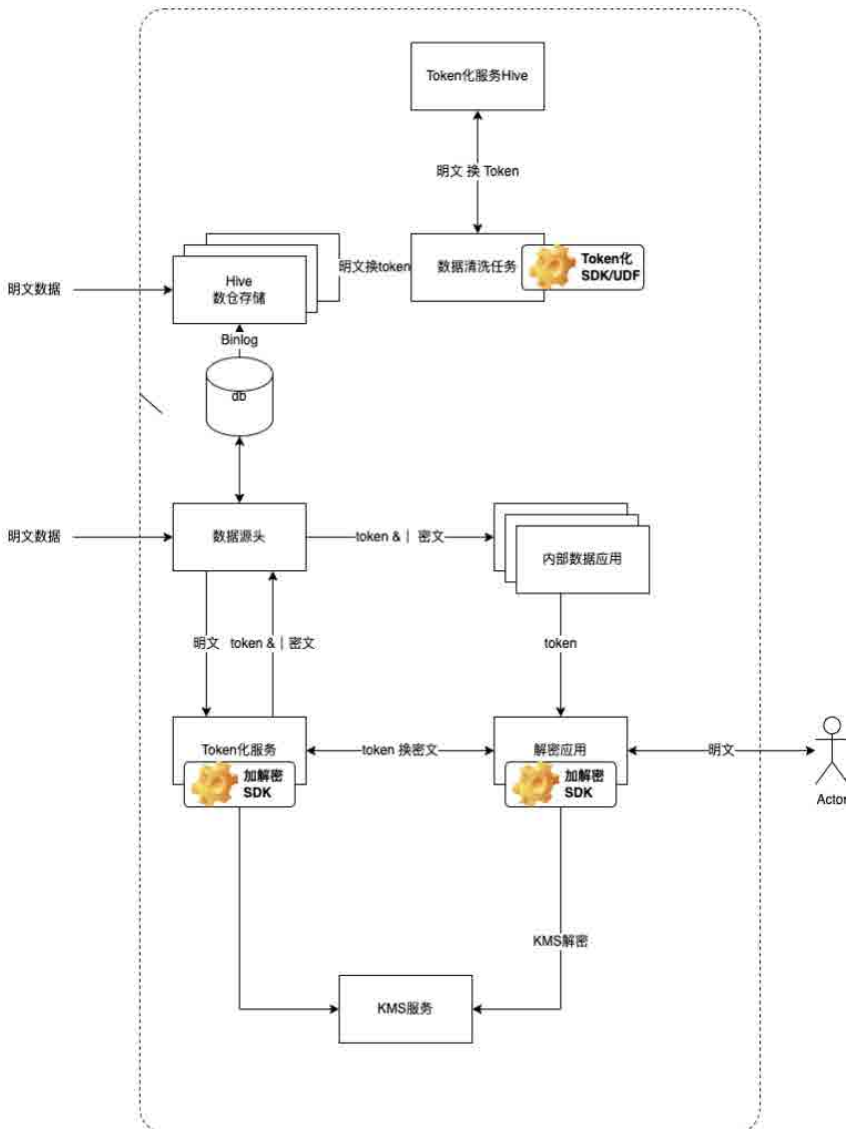 Token化服务Hive
明文 换 Token
明文数据
Hive
数仓存储
明文换token
数据清洗任务
Token化
SDK/UDF
Binlog
db
明文数据
数据源头
token &｜ 密文
内部数据应用
明文
token &｜密文
token
Token化服务
加解密
SDK
token 换密文
解密应用
加解密
SDK
明文
Actor
KMS解密
KMS服务